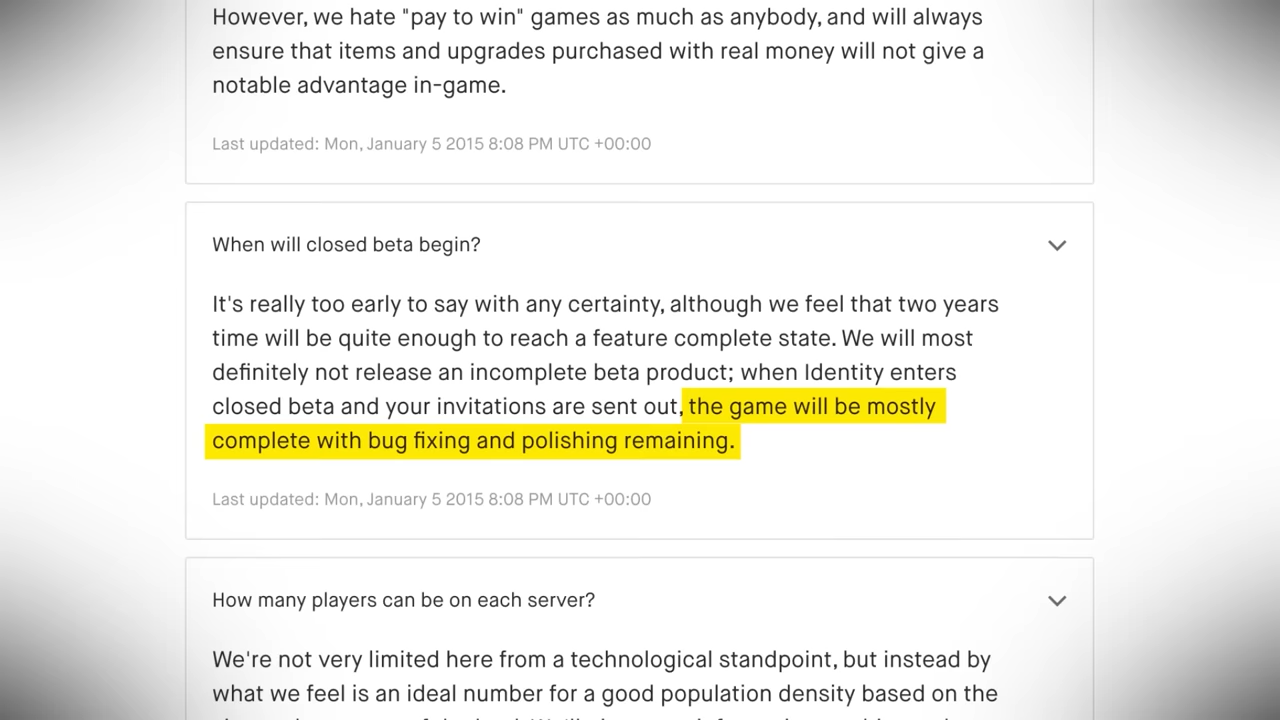 However, we hate "pay to win" games as much as anybody, and will always
ensure that items and upgrades purchased with real money will not give a
notable advantage in-game.
Last updated: Mon, January 5 2015 8:08 PM UTC +00:00
When will closed beta begin?
It's really too early to say with any certainty, although we feel that two years
time will be quite enough to reach a feature complete state. We will most
definitely not release an incomplete beta product; when Identity enters
closed beta and your invitations are sent out, the game will be mostly
complete with bug fixing and polishing remaining.
Last updated: Mon, January 5 2015 8:08 PM UTC +00:00
How many players can be on each server?
We're not very limited here from a technological standpoint, but instead by
what we feel is an ideal number for a good population density based on the